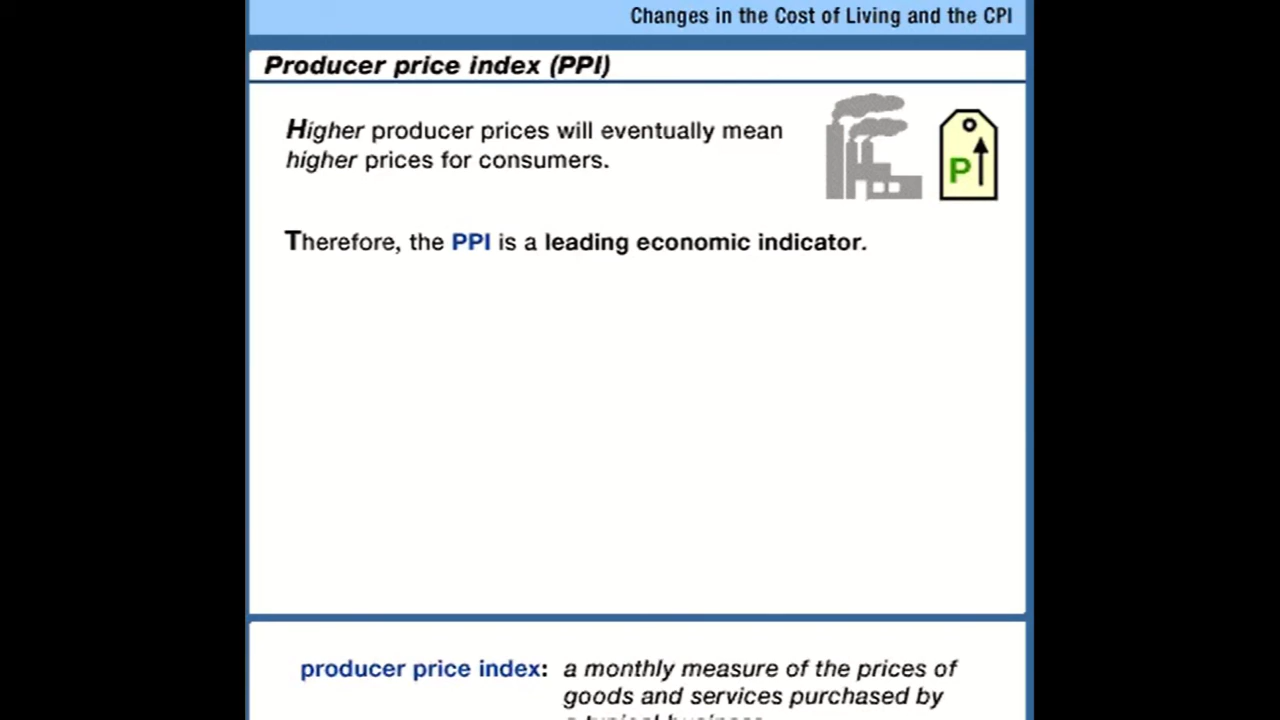 Changes in the Cost of Living and the CPI
Producer price index (PPI)
Higher producer prices will eventually mean
higher prices for consumers.
P
Therefore, the PPI is a leading economic indicator.
producer price index: a monthly measure of the prices of
goods and services purchased by
a typical business